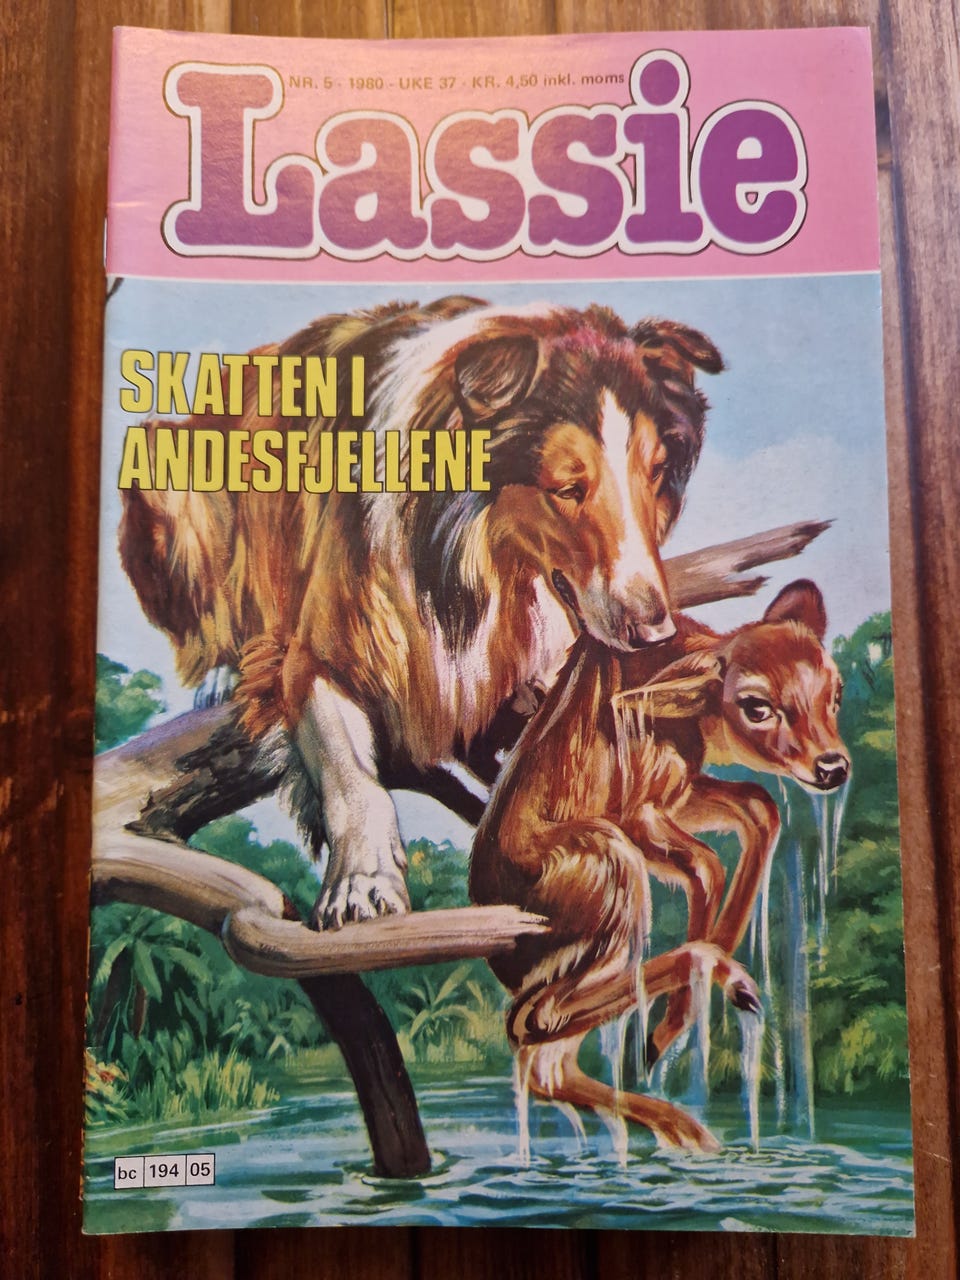 NR. 5 - 1980 - UKE 37 - KR. 4,50 inkl. moms
Lassie
SKATTEN I
ANDESFJELLENE
bc 194 05